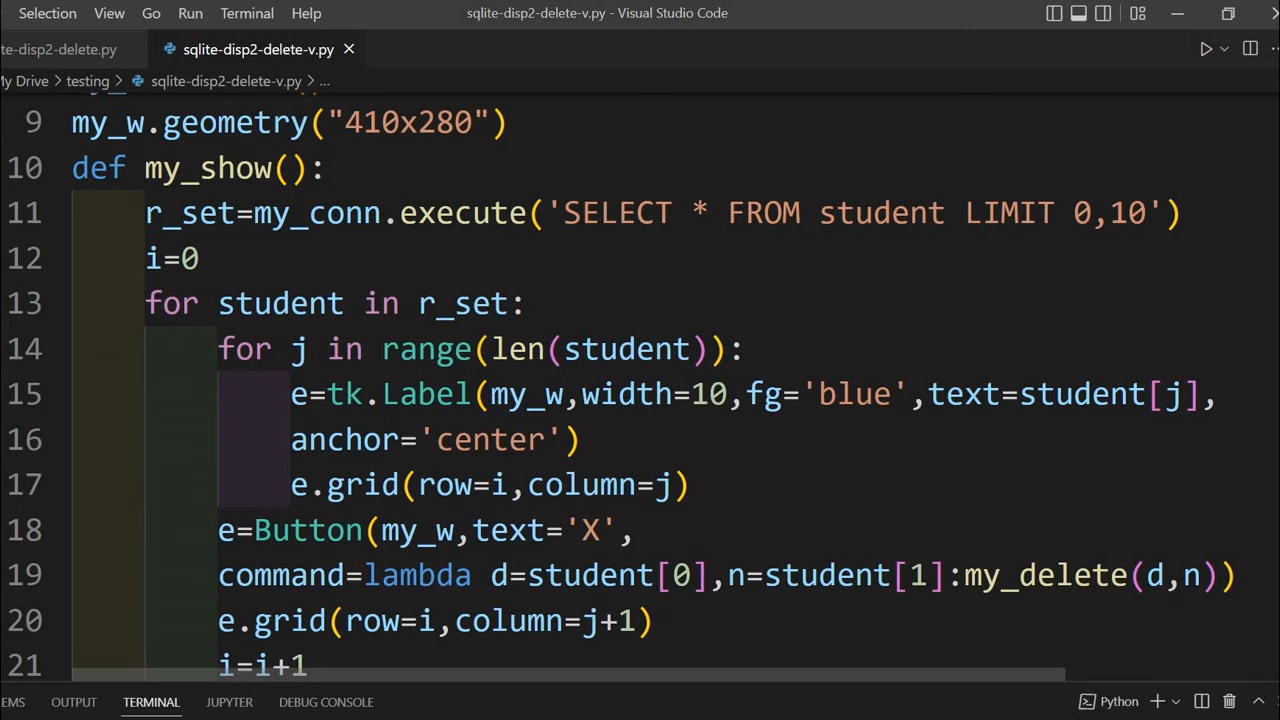 Selection View Go Run Terminal Help sqlite-disp2-delete-v.py - Visual Studio Code
te-disp2-delete.py sqlite-disp2-delete-v.py
My Drive > testing > sqlite-disp2-delete-v.py > ...
9 my_w.geometry("410x280")
10 def my_show():
11 r_set=my_conn.execute('SELECT * FROM student LIMIT 0,10')
12 i=0
13 for student in r_set:
14 for j in range(len(student)):
15 e=tk.Label(my_w,width=10,fg='blue',text=student[j],
16 anchor='center')
17 e.grid(row=i,column=j)
18 e=Button(my_w,text='X',
19 command=lambda d=student[0],n=student[1]:my_delete(d,n))
20 e.grid(row=i,column=j+1)
21 i=i+1
EMS OUTPUT TERMINAL JUPYTER DEBUG CONSOLE Python